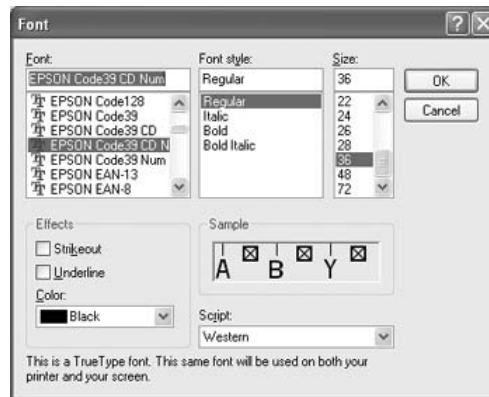 Font
Font: Font style: Size:
EPSON Code39 CD Num Regular 36 OK
EPSON Code128 Regular 22 Cancel
EPSON Code39 Italic 24
EPSON Code39 CD Bold 26
EPSON Code39 CD N Bold Italic 28
EPSON Code39 Num 36
EPSON EAN-13 48
EPSON EAN-8 72
Effects Sample
Strikeout
Underline
A B Y
Color:
Black
Script:
Western
This is a TrueType font. This same font will be used on both your
printer and your screen.